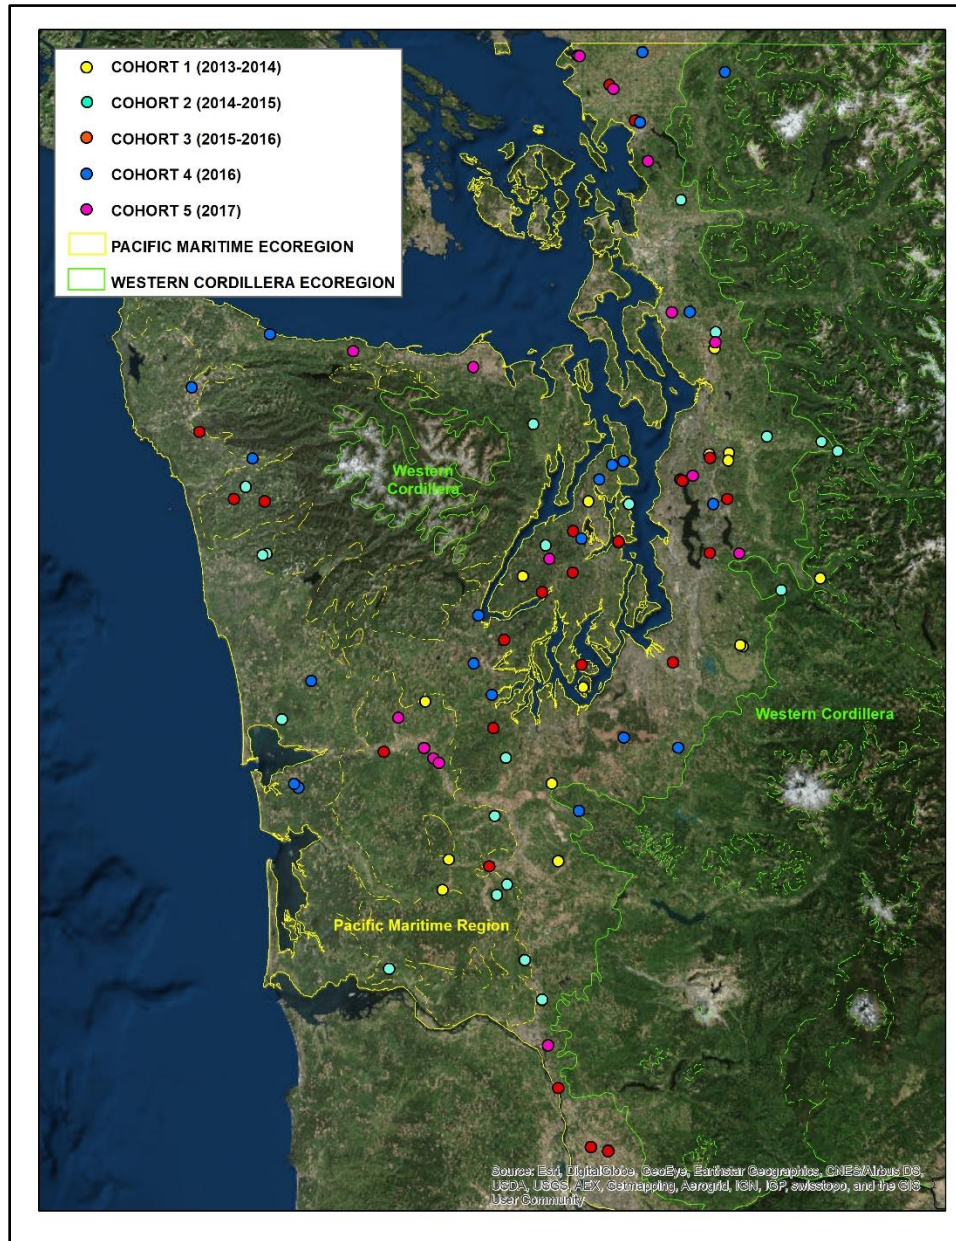 COHORT 1 (2013-2014)
COHORT 2 (2014-2015)
COHORT 3 (2015-2016)
COHORT 4 (2016)
COHORT 5 (2017)
PACIFIC MARITIME ECOREGION
WESTERN CORDILLERA ECOREGION
Western
Cordillera
Western Cordillera
Pacific Maritime Region
Source: Esri, DigitalGlobe, GeoEye, Earthstar Geographics, CNES/Airbus DS,
USDA, USGS, AEX, Getmapping, Aerogrid, IGN, IGP, swisstopo, and the GIS
User Community